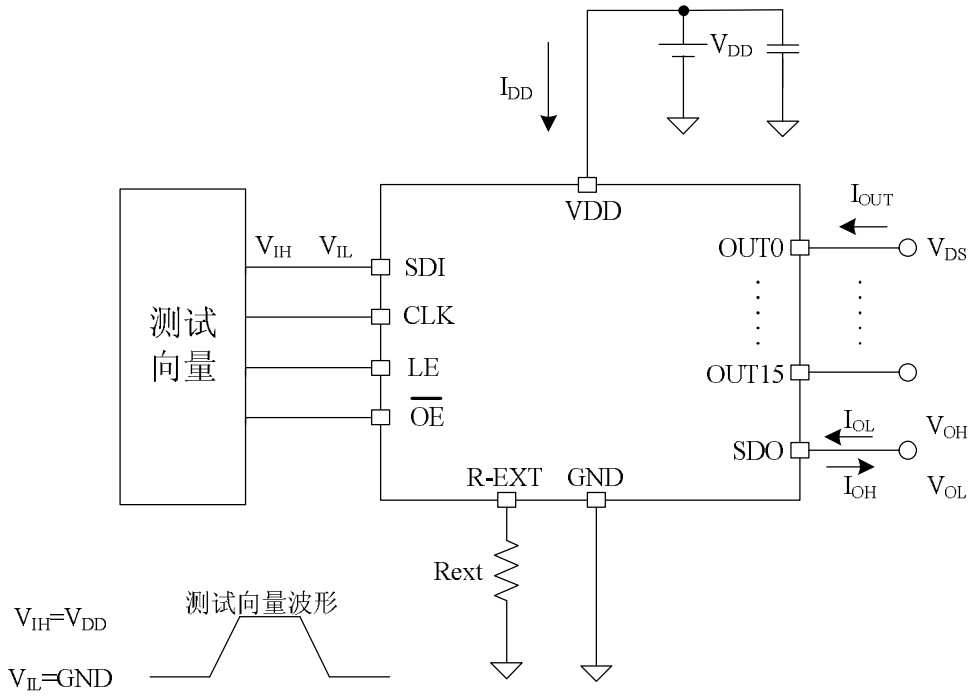 V_DD
I_DD
VDD
I_OUT
OUT0
V_DS
V_IH V_IL
SDI
CLK
LE
O̅E̅
测试
向量
OUT15
SDO
I_OL
I_OH
V_OH
V_OL
R-EXT GND
Rext
测试向量波形
V_IH=V_DD
V_IL=GND